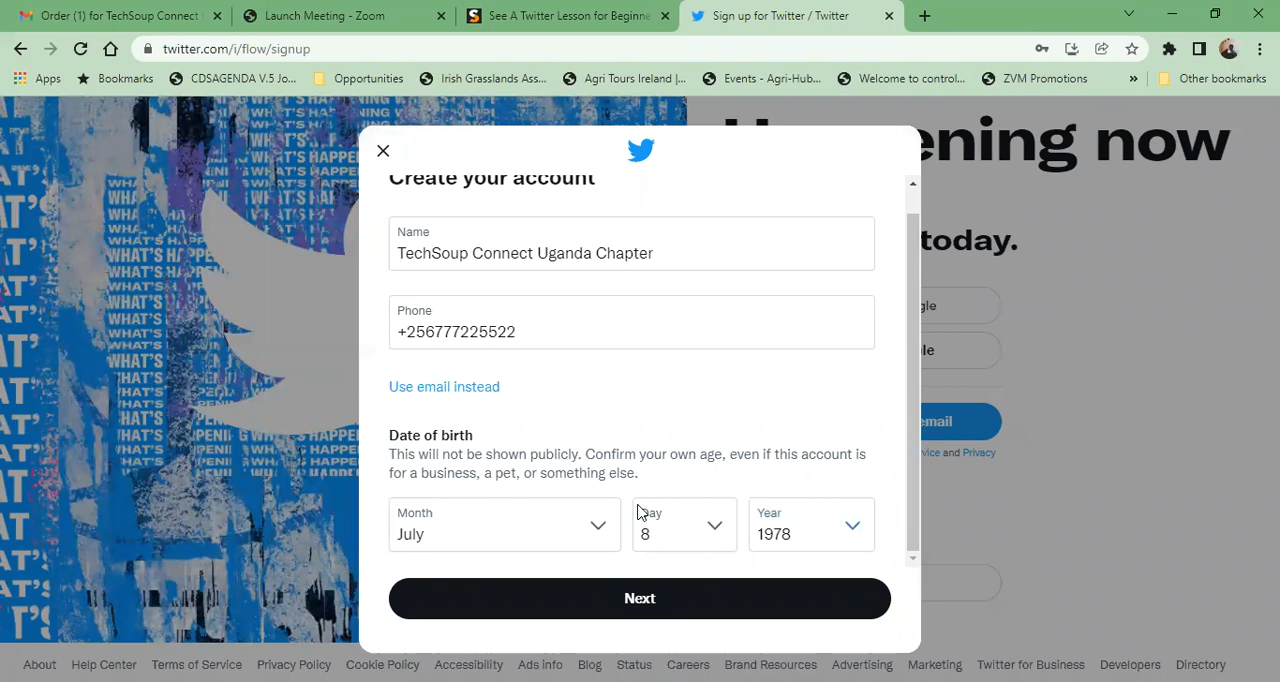 Order (1) for TechSoup Connect
Launch Meeting - Zoom
See A Twitter Lesson for Beginne
Sign up for Twitter / Twitter
twitter.com/i/flow/signup
Apps
Bookmarks
CDSAGENDA V.5 Jo...
Opportunities
Irish Grasslands Ass...
Agri Tours Ireland |...
Events - Agri-Hub...
Welcome to control...
ZVM Promotions
»
Other bookmarks
ening now
today.
gle
le
email
vice and Privacy
Create your account
Name
TechSoup Connect Uganda Chapter
Phone
+256777225522
Use email instead
Date of birth
This will not be shown publicly. Confirm your own age, even if this account is
for a business, a pet, or something else.
Month
July
Day
8
Year
1978
Next
About Help Center Terms of Service Privacy Policy Cookie Policy Accessibility Ads info Blog Status Careers Brand Resources Advertising Marketing Twitter for Business Developers Directory